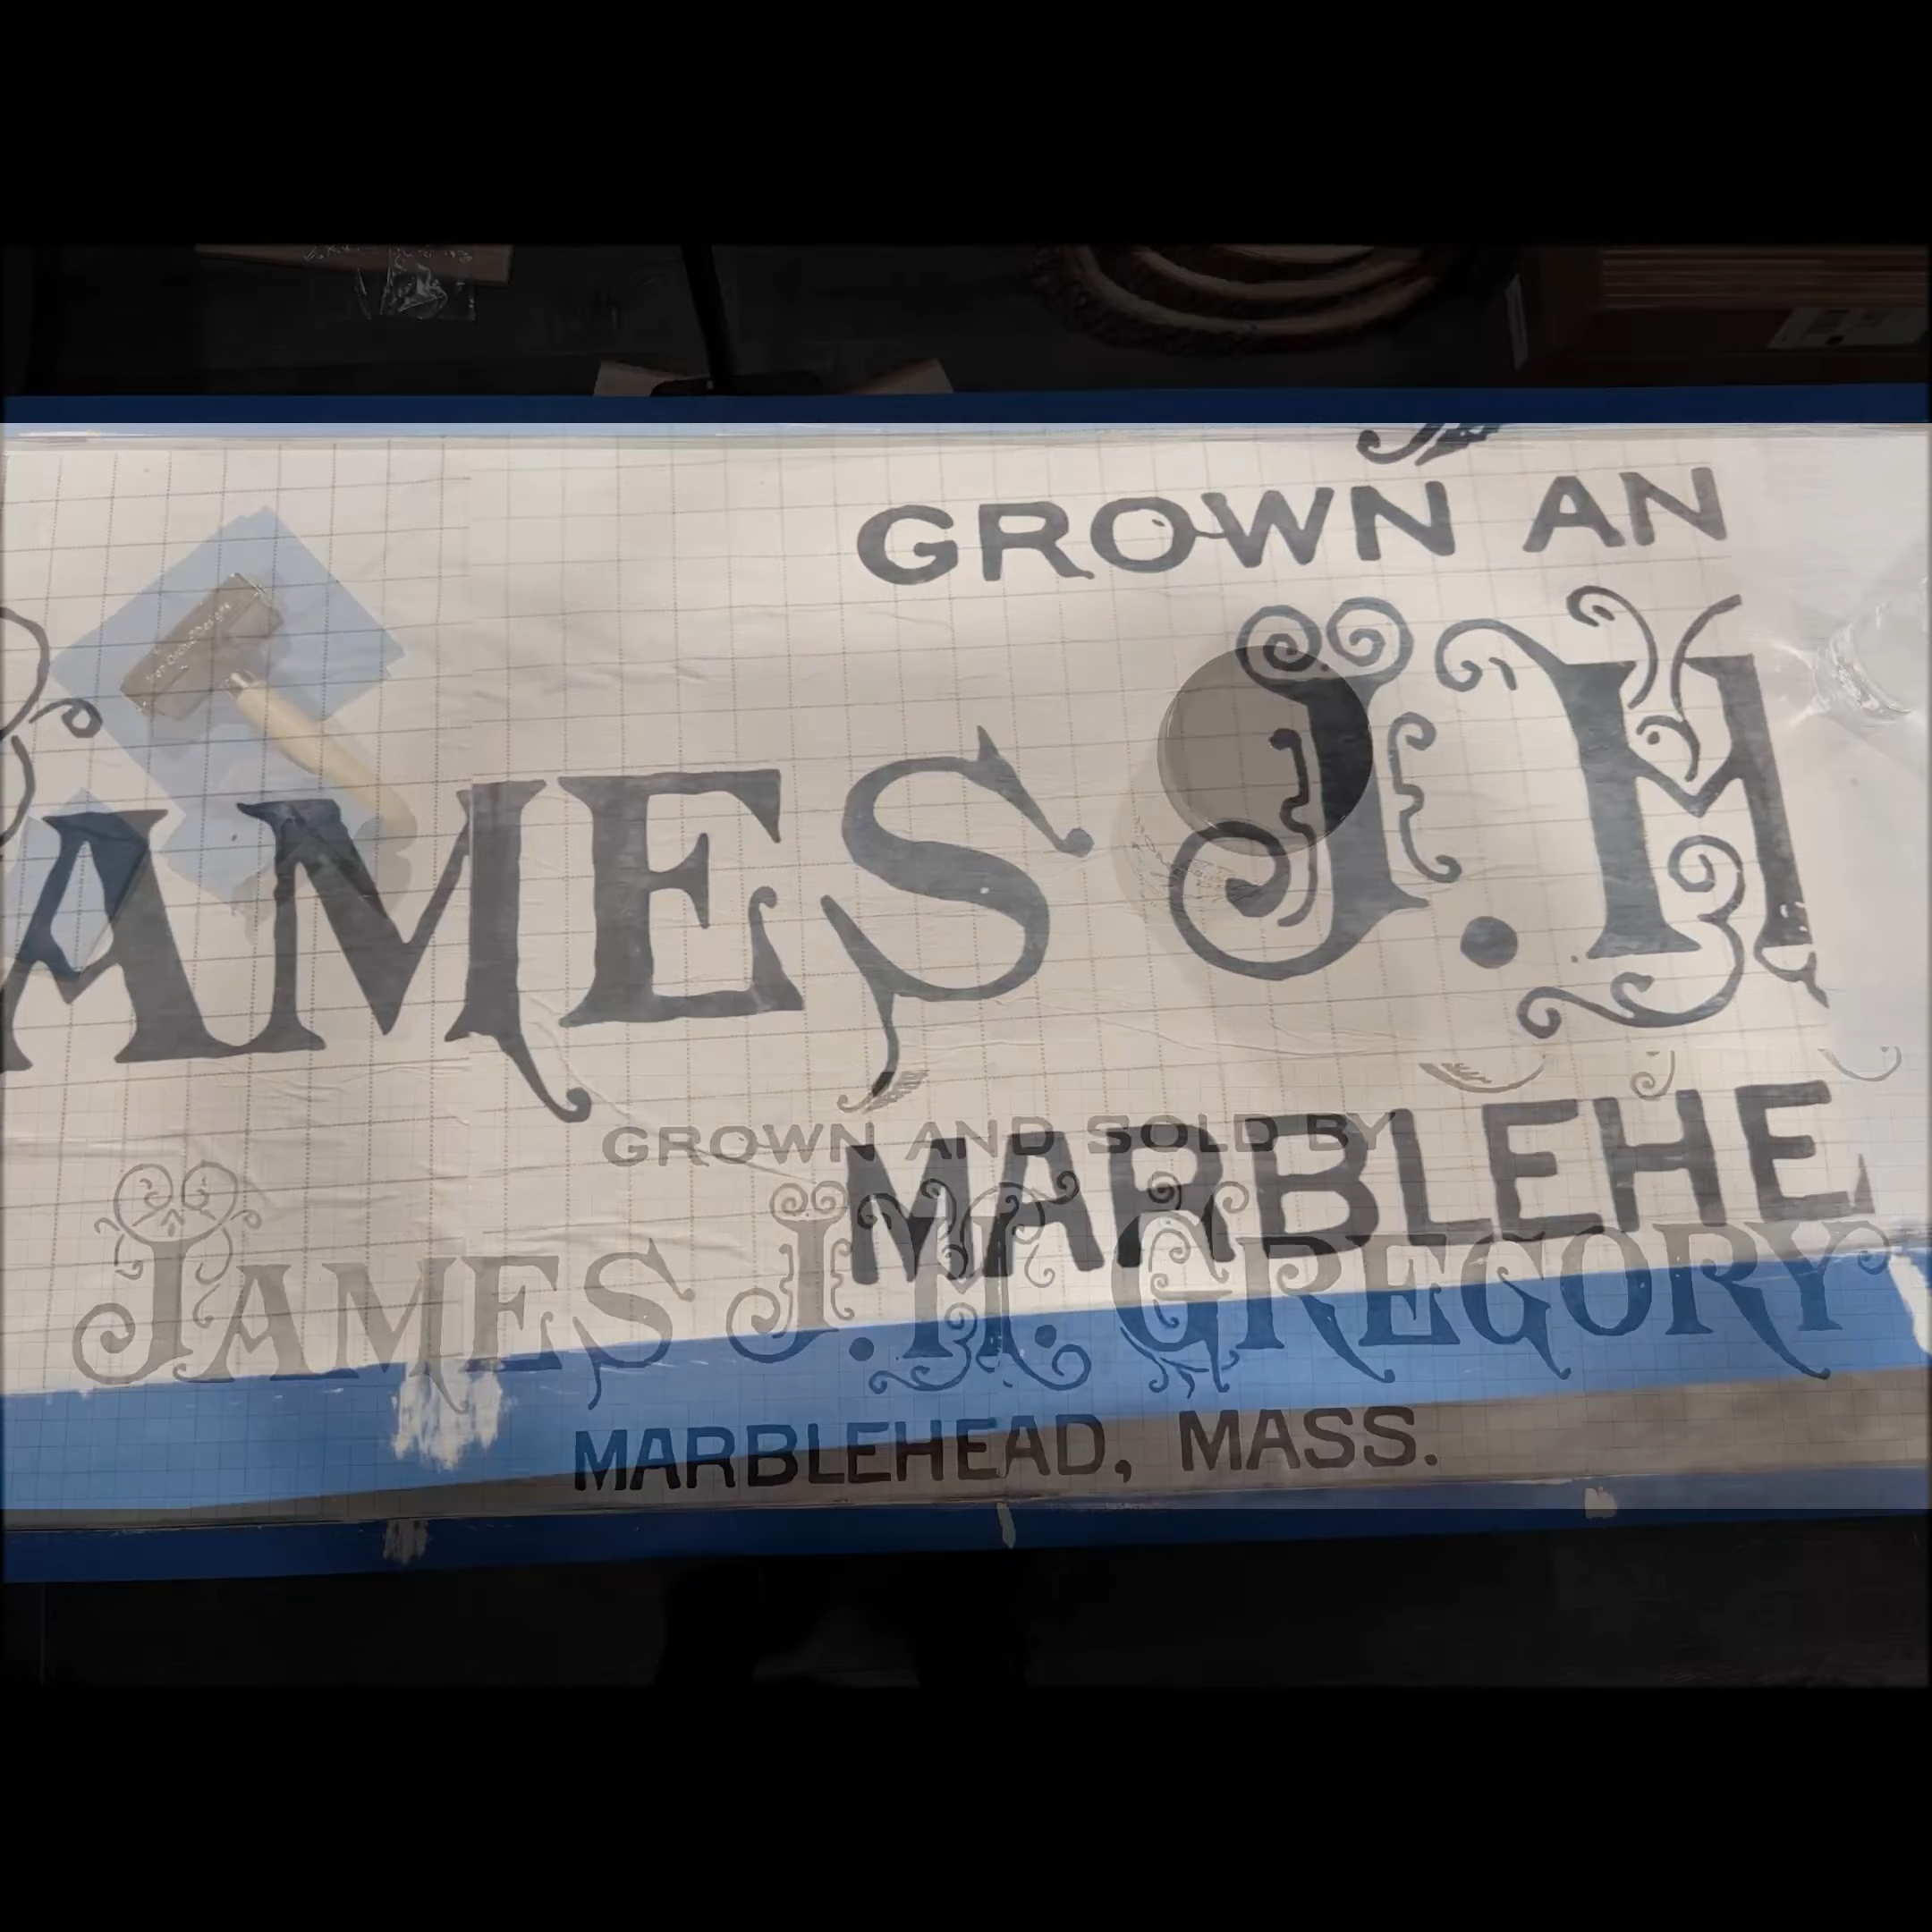 GROWN AN
AMES J.H
MARBLEHE
GROWN AND SOLD BY
JAMES J.H. GREGORY
MARBLEHEAD, MASS.